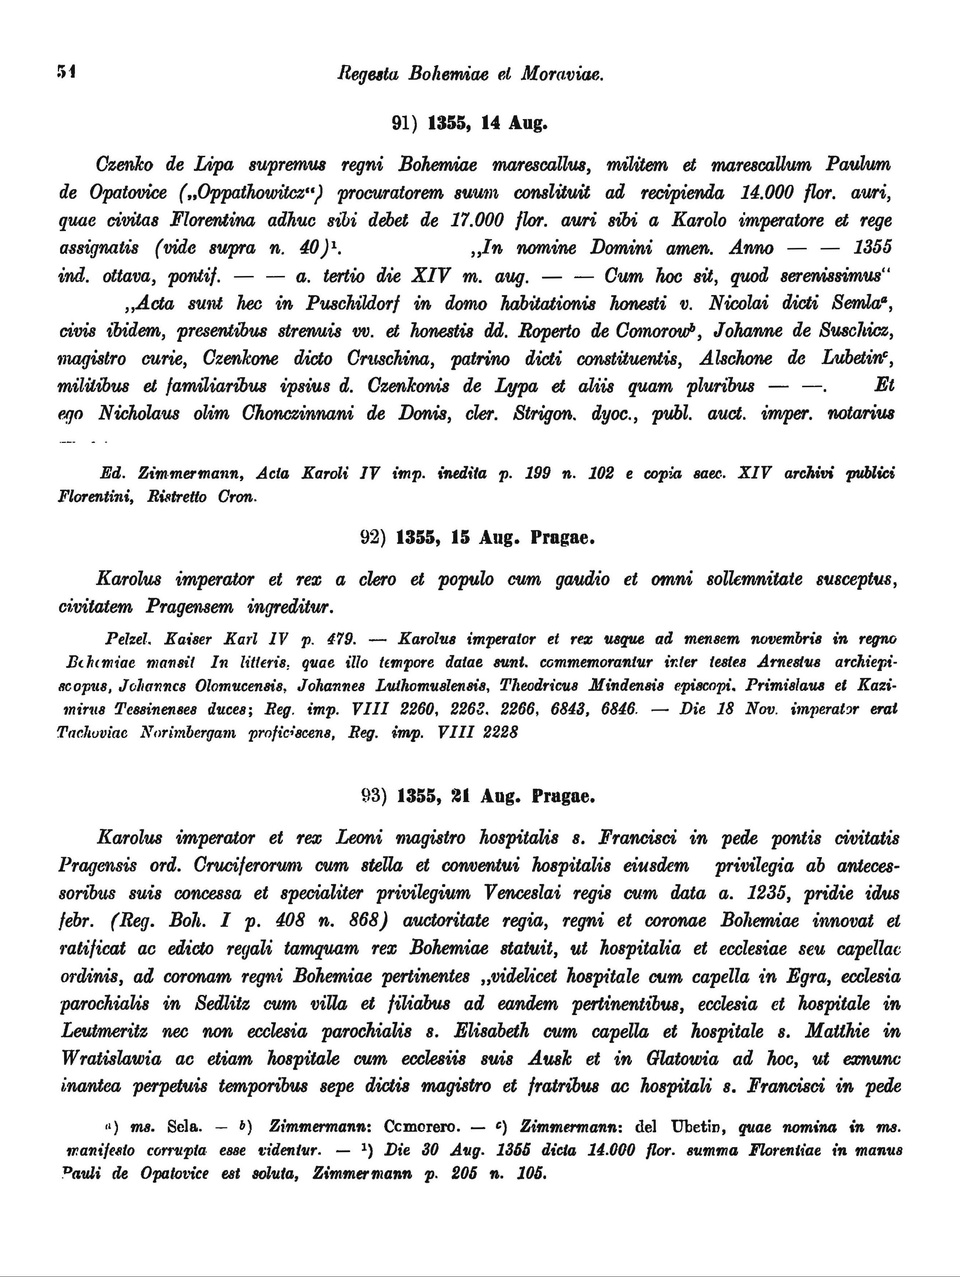 54 Regesta Bohemiae et Moraviae.
91) 1355, 14 Aug.
Czenko de Lipa supremus regni Bohemiae marescallus, militem et marescallum Paulum
de Opatovice („Oppathowitcz“) procuratorem suum constituit ad recipienda 14.000 flor. auri,
quae civitas Florentina adhuc sibi debet de 17.000 flor. auri sibi a Karolo imperatore et rege
assignatis (vide supra n. 40)¹. „In nomine Domini amen. Anno — — 1355
ind. ottava, pontif. — — a. tertio die XIV m. aug. — — Cum hoc sit, quod serenissimus“
„Acta sunt hec in Puschildorf in domo habitationis honesti v. Nicolai dicti Semlaᵃ,
civis ibidem, presentibus strenuis vv. et honestis dd. Roperto de Comorowᵇ, Johanne de Suschicz,
magistro curie, Czenkone dicto Cruschina, patrino dicti constituentis, Alschone de Lubetinᶜ,
militibus et familiaribus ipsius d. Czenkonis de Lypa et aliis quam pluribus — —. Et
ego Nicholaus olim Chonczinnani de Donis, cler. Strigon. dyoc., publ. auct. imper. notarius
Ed. Zimmermann, Acta Karoli IV imp. inedita p. 199 n. 102 e copia saec. XIV archivi publici
Florentini, Ristretto Cron.
92) 1355, 15 Aug. Pragae.
Karolus imperator et rex a clero et populo cum gaudio et omni sollemnitate susceptus,
civitatem Pragensem ingreditur.
Pelzel. Kaiser Karl IV p. 479. — Karolus imperator et rex usque ad mensem novembris in regno
Bohemiae mansit In litteris, quae illo tempore datae sunt, commemorantur inter testes Arnestus archiepi-
scopus, Johannes Olomucensis, Johannes Luthomuslensis, Theodricus Mindensis episcopi. Primislaus et Kazi-
mirus Tessinenses duces; Reg. imp. VIII 2260, 2263, 2266, 6843, 6846. — Die 18 Nov. imperator erat
Tachoviae Norimbergam proficiscens, Reg. imp. VIII 2228
93) 1355, 21 Aug. Pragae.
Karolus imperator et rex Leoni magistro hospitalis s. Francisci in pede pontis civitatis
Pragensis ord. Cruciferorum cum stella et conventui hospitalis eiusdem privilegia ab anteces-
soribus suis concessa et specialiter privilegium Venceslai regis cum data a. 1235, pridie idus
febr. (Reg. Boh. I p. 408 n. 868) auctoritate regia, regni et coronae Bohemiae innovat et
ratificat ac edicto regali tamquam rex Bohemiae statuit, ut hospitalia et ecclesiae seu capellae
ordinis, ad coronam regni Bohemiae pertinentes „videlicet hospitale cum capella in Egra, ecclesia
parochialis in Sedlitz cum villa et filiabus ad eandem pertinentibus, ecclesia et hospitale in
Leutmeritz nec non ecclesia parochialis s. Elisabeth cum capella et hospitale s. Matthie in
Wratislawia ac etiam hospitale cum ecclesiis suis Ausk et in Glatowia ad hoc, ut exnunc
inantea perpetuis temporibus sepe dictis magistro et fratribus ac hospitali s. Francisci in pede
ᵃ) ms. Sela. — ᵇ) Zimmermann: Comorero. — ᶜ) Zimmermann: del Ubetin, quae nomina in ms.
manifesto corrupta esse videntur. — ¹) Die 30 Aug. 1355 dicta 14.000 flor. summa Florentiae in manus
Pauli de Opatovice est soluta, Zimmermann p. 205 n. 105.